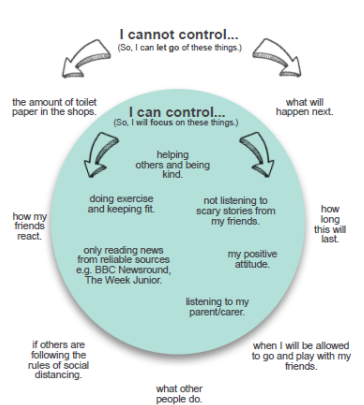 I cannot control...
(So, I can let go of these things.)
the amount of toilet
paper in the shops.
what will
happen next.
I can control...
(So, I will focus on these things.)
helping
others and being
kind.
doing exercise
and keeping fit.
not listening to
scary stories from
my friends.
how my
friends
react.
how
long
this will
last.
only reading news
from reliable sources
e.g. BBC Newsround,
The Week Junior.
my positive
attitude.
listening to my
parent/carer.
if others are
following the
rules of social
distancing.
when I will be allowed
to go and play with my
friends.
what other
people do.